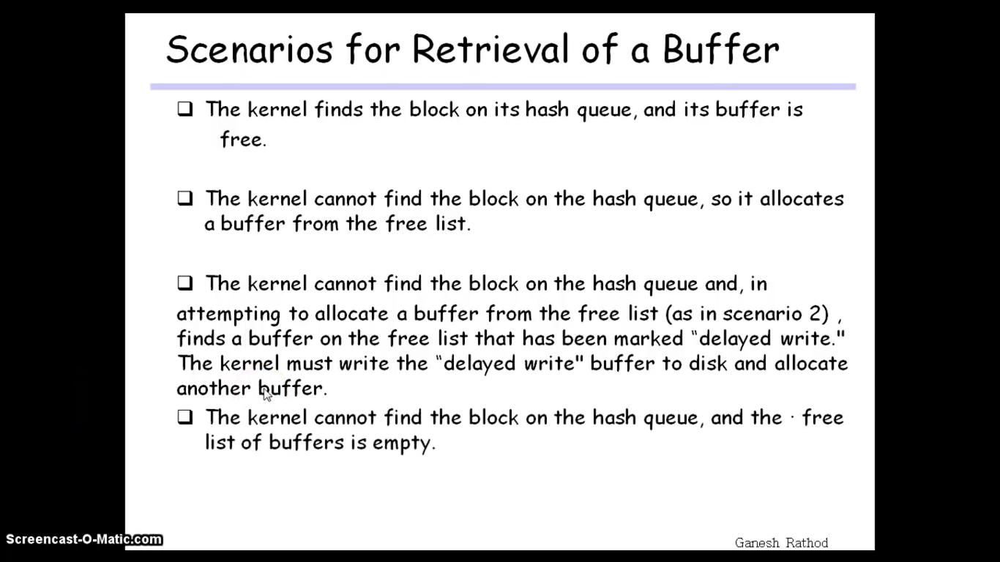 Scenarios for Retrieval of a Buffer
❑ The kernel finds the block on its hash queue, and its buffer is
free.
❑ The kernel cannot find the block on the hash queue, so it allocates
a buffer from the free list.
❑ The kernel cannot find the block on the hash queue and, in
attempting to allocate a buffer from the free list (as in scenario 2) ,
finds a buffer on the free list that has been marked “delayed write."
The kernel must write the “delayed write" buffer to disk and allocate
another buffer.
❑ The kernel cannot find the block on the hash queue, and the · free
list of buffers is empty.
Screencast-O-Matic.com
Ganesh Rathod